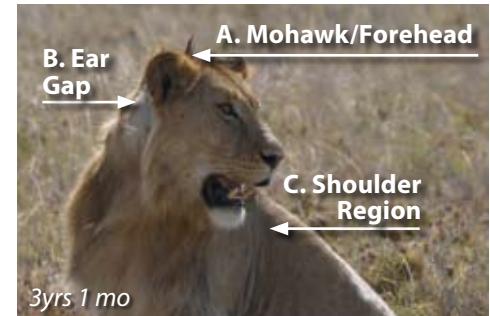 A. Mohawk/Forehead
B. Ear
Gap
C. Shoulder
Region
3yrs 1 mo